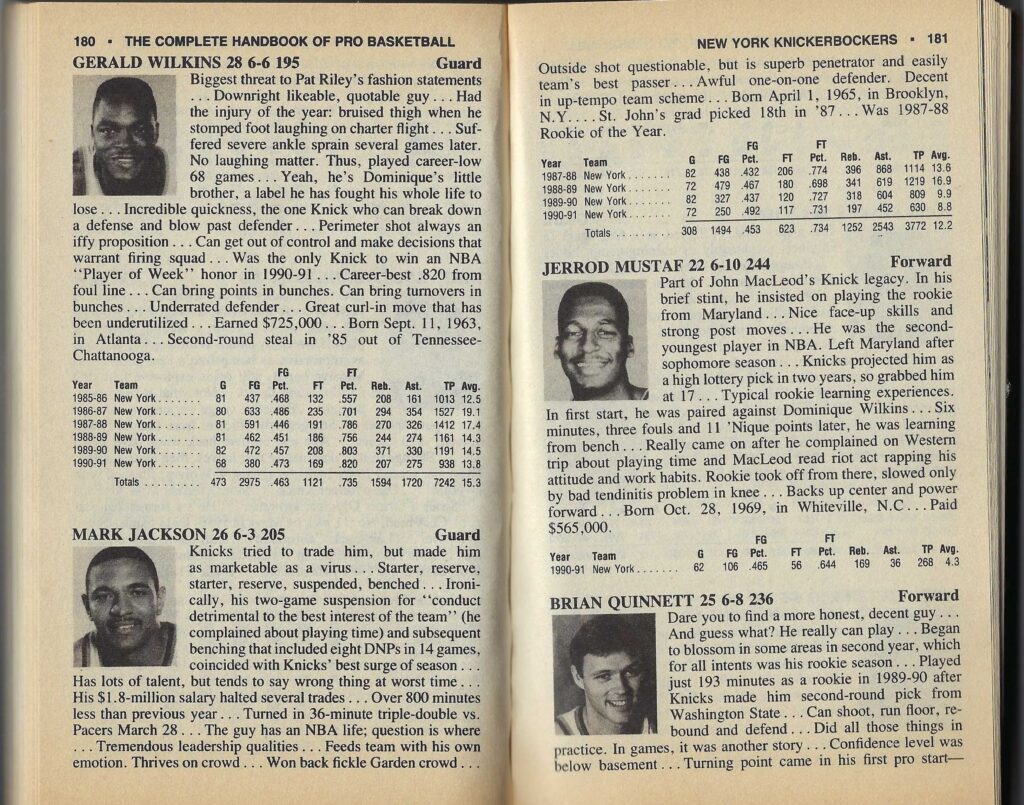 180 • THE COMPLETE HANDBOOK OF PRO BASKETBALL
GERALD WILKINS 28 6-6 195 Guard
Biggest threat to Pat Riley's fashion statements
. . . Downright likeable, quotable guy . . . Had
the injury of the year: bruised thigh when he
stomped foot laughing on charter flight . . . Suf-
fered severe ankle sprain several games later.
No laughing matter. Thus, played career-low
68 games . . . Yeah, he's Dominique's little
brother, a label he has fought his whole life to
lose . . . Incredible quickness, the one Knick who can break down
a defense and blow past defender . . . Perimeter shot always an
iffy proposition . . . Can get out of control and make decisions that
warrant firing squad . . . Was the only Knick to win an NBA
"Player of Week" honor in 1990-91 . . . Career-best .820 from
foul line . . . Can bring points in bunches. Can bring turnovers in
bunches . . . Underrated defender . . . Great curl-in move that has
been underutilized . . . Earned $725,000 . . . Born Sept. 11, 1963,
in Atlanta . . . Second-round steal in '85 out of Tennessee-
Chattanooga.
FG FT
Year Team G FG Pct. FT Pct. Reb. Ast. TP Avg.
1985-86 New York . . . . . . . 81 437 .468 132 .557 208 161 1013 12.5
1986-87 New York . . . . . . . 80 633 .486 235 .701 294 354 1527 19.1
1987-88 New York . . . . . . . 81 591 .446 191 .786 270 326 1412 17.4
1988-89 New York . . . . . . . 81 462 .451 186 .756 244 274 1161 14.3
1989-90 New York . . . . . . . 82 472 .457 208 .803 371 330 1191 14.5
1990-91 New York . . . . . . . 68 380 .473 169 .820 207 275 938 13.8
Totals . . . . . . . . . 473 2975 .463 1121 .735 1594 1720 7242 15.3
MARK JACKSON 26 6-3 205 Guard
Knicks tried to trade him, but made him
as marketable as a virus . . . Starter, reserve,
starter, reserve, suspended, benched . . . Ironi-
cally, his two-game suspension for "conduct
detrimental to the best interest of the team" (he
complained about playing time) and subsequent
benching that included eight DNPs in 14 games,
coincided with Knicks' best surge of season . . .
Has lots of talent, but tends to say wrong thing at worst time . . .
His $1.8-million salary halted several trades . . . Over 800 minutes
less than previous year . . . Turned in 36-minute triple-double vs.
Pacers March 28 . . . The guy has an NBA life; question is where
. . . Tremendous leadership qualities . . . Feeds team with his own
emotion. Thrives on crowd . . . Won back fickle Garden crowd . . .
NEW YORK KNICKERBOCKERS • 181
Outside shot questionable, but is superb penetrator and easily
team's best passer . . . Awful one-on-one defender. Decent
in up-tempo team scheme . . . Born April 1, 1965, in Brooklyn,
N.Y. . . . St. John's grad picked 18th in '87 . . . Was 1987-88
Rookie of the Year.
FG FT
Year Team G FG Pct. FT Pct. Reb. Ast. TP Avg.
1987-88 New York . . . . . . . 82 438 .432 206 .774 396 868 1114 13.6
1988-89 New York . . . . . . . 72 479 .467 180 .698 341 619 1219 16.9
1989-90 New York . . . . . . . 82 327 .437 120 .727 318 604 809 9.9
1990-91 New York . . . . . . . 72 250 .492 117 .731 197 452 630 8.8
Totals . . . . . . . . . 308 1494 .453 623 .734 1252 2543 3772 12.2
JERROD MUSTAF 22 6-10 244 Forward
Part of John MacLeod's Knick legacy. In his
brief stint, he insisted on playing the rookie
from Maryland . . . Nice face-up skills and
strong post moves . . . He was the second-
youngest player in NBA. Left Maryland after
sophomore season . . . Knicks projected him as
a high lottery pick in two years, so grabbed him
at 17 . . . Typical rookie learning experiences.
In first start, he was paired against Dominique Wilkins . . . Six
minutes, three fouls and 11 'Nique points later, he was learning
from bench . . . Really came on after he complained on Western
trip about playing time and MacLeod read riot act rapping his
attitude and work habits. Rookie took off from there, slowed only
by bad tendinitis problem in knee . . . Backs up center and power
forward . . . Born Oct. 28, 1969, in Whiteville, N.C. . . Paid
$565,000.
FG FT
Year Team G FG Pct. FT Pct. Reb. Ast. TP Avg.
1990-91 New York . . . . . . . 62 106 .465 56 .644 169 36 268 4.3
BRIAN QUINNETT 25 6-8 236 Forward
Dare you to find a more honest, decent guy . . .
And guess what? He really can play . . . Began
to blossom in some areas in second year, which
for all intents was his rookie season . . . Played
just 193 minutes as a rookie in 1989-90 after
Knicks made him second-round pick from
Washington State . . . Can shoot, run floor, re-
bound and defend . . . Did all those things in
practice. In games, it was another story . . . Confidence level was
below basement . . . Turning point came in his first pro start—